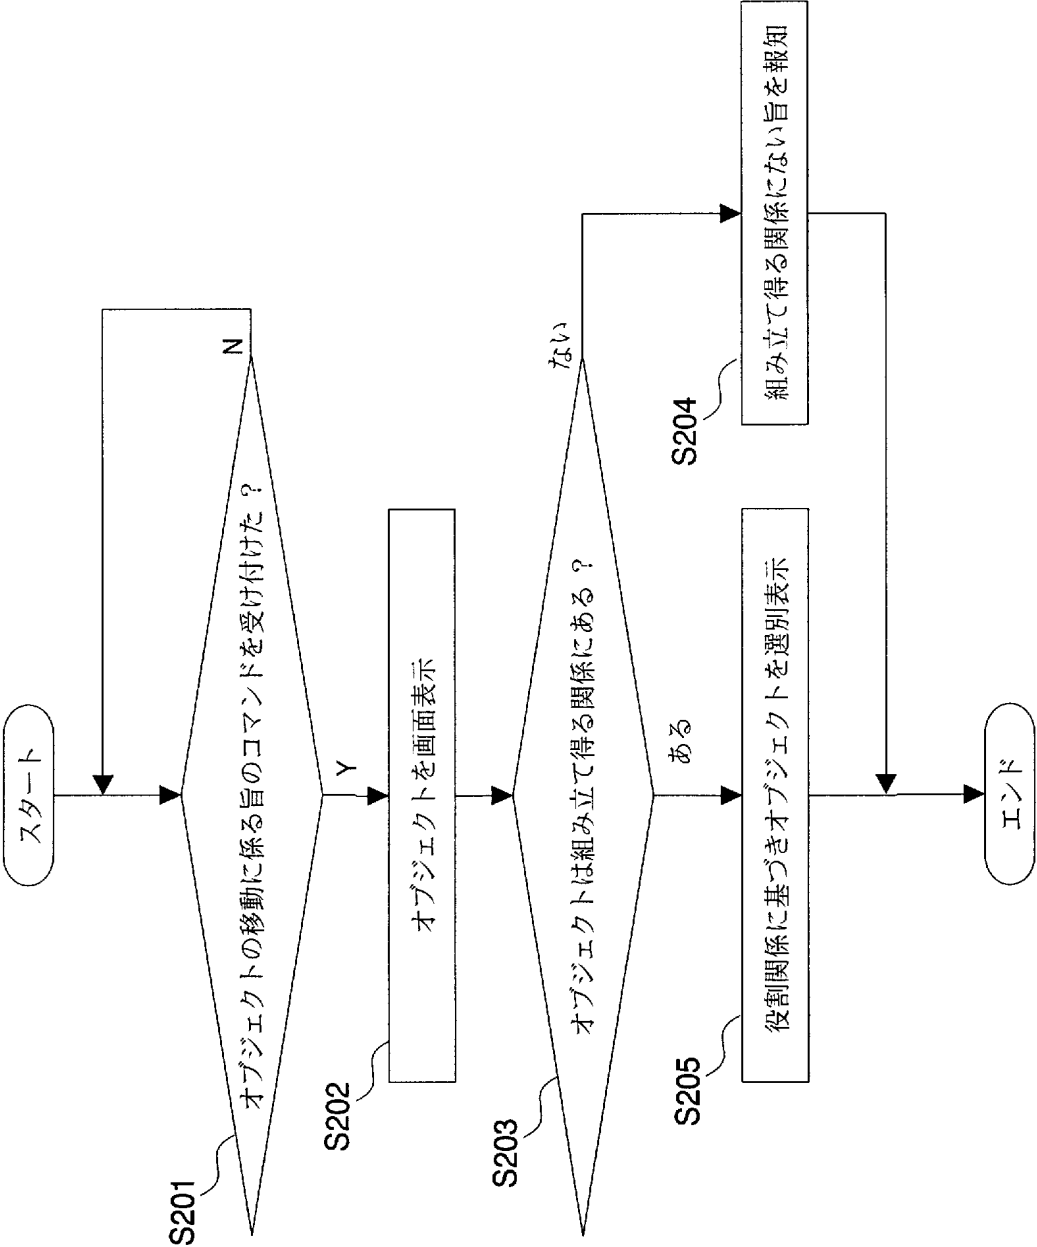 スタート
S201
オブジェクトの移動に係る旨のコマンドを受け付けた？
N
Y
S202
オブジェクトを画面表示
S203
オブジェクトは組み立て得る関係にある？
ない
ある
S204
組み立て得る関係にない旨を報知
S205
役割関係に基づきオブジェクトを選別表示
エンド